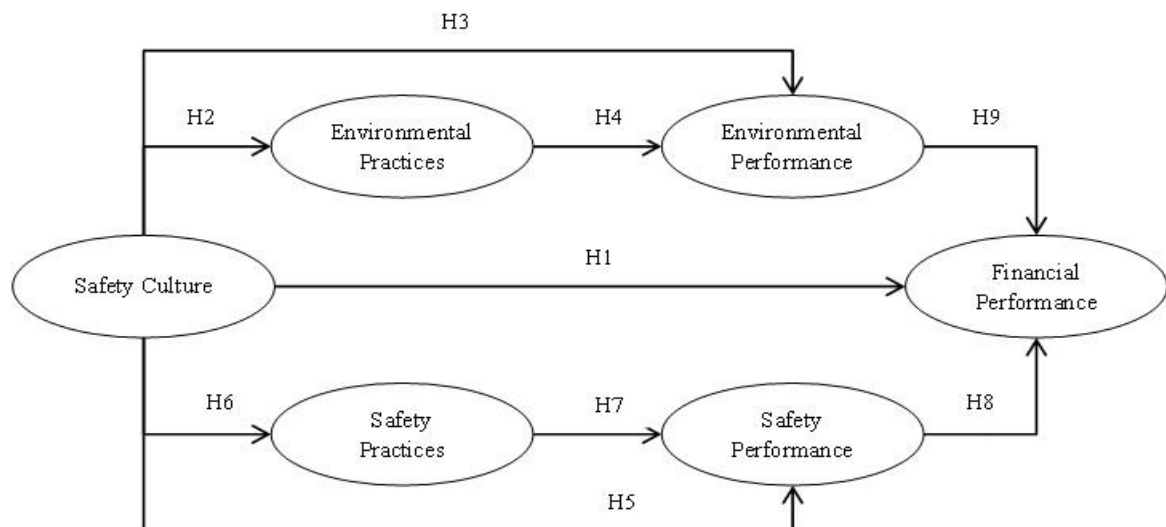 H3
H2
Environmental
Practices
H4
Environmental
Performance
H9
Safety Culture
H1
Financial
Performance
H6
Safety
Practices
H7
Safety
Performance
H8
H5